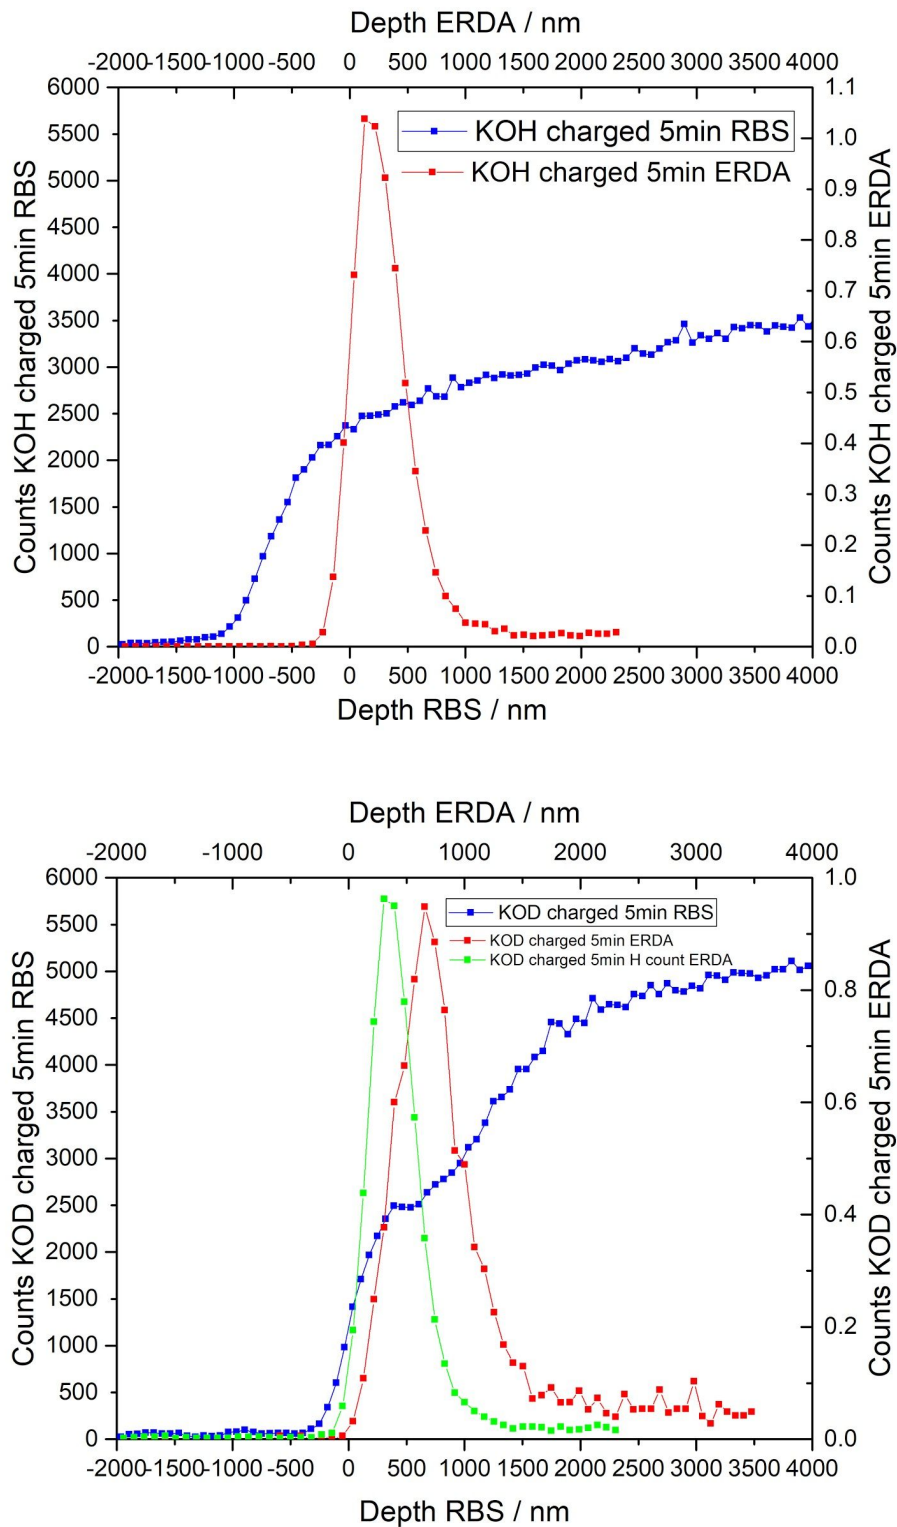 Depth ERDA / nm
-2000 -1500 -1000 -500 0 500 1000 1500 2000 2500 3000 3500 4000
6000 5500 5000 4500 4000 3500 3000 2500 2000 1500 1000 500 0
Counts KOH charged 5min RBS
KOH charged 5min RBS
KOH charged 5min ERDA
1.1 1.0 0.9 0.8 0.7 0.6 0.5 0.4 0.3 0.2 0.1 0.0
Counts KOH charged 5min ERDA
-2000 -1500 -1000 -500 0 500 1000 1500 2000 2500 3000 3500 4000
Depth RBS / nm
Depth ERDA / nm
-2000 -1000 0 1000 2000 3000 4000
6000 5500 5000 4500 4000 3500 3000 2500 2000 1500 1000 500 0
Counts KOD charged 5min RBS
KOD charged 5min RBS
KOD charged 5min ERDA
KOD charged 5min H count ERDA
1.0 0.8 0.6 0.4 0.2 0.0
Counts KOD charged 5min ERDA
-2000 -1500 -1000 -500 0 500 1000 1500 2000 2500 3000 3500 4000
Depth RBS / nm